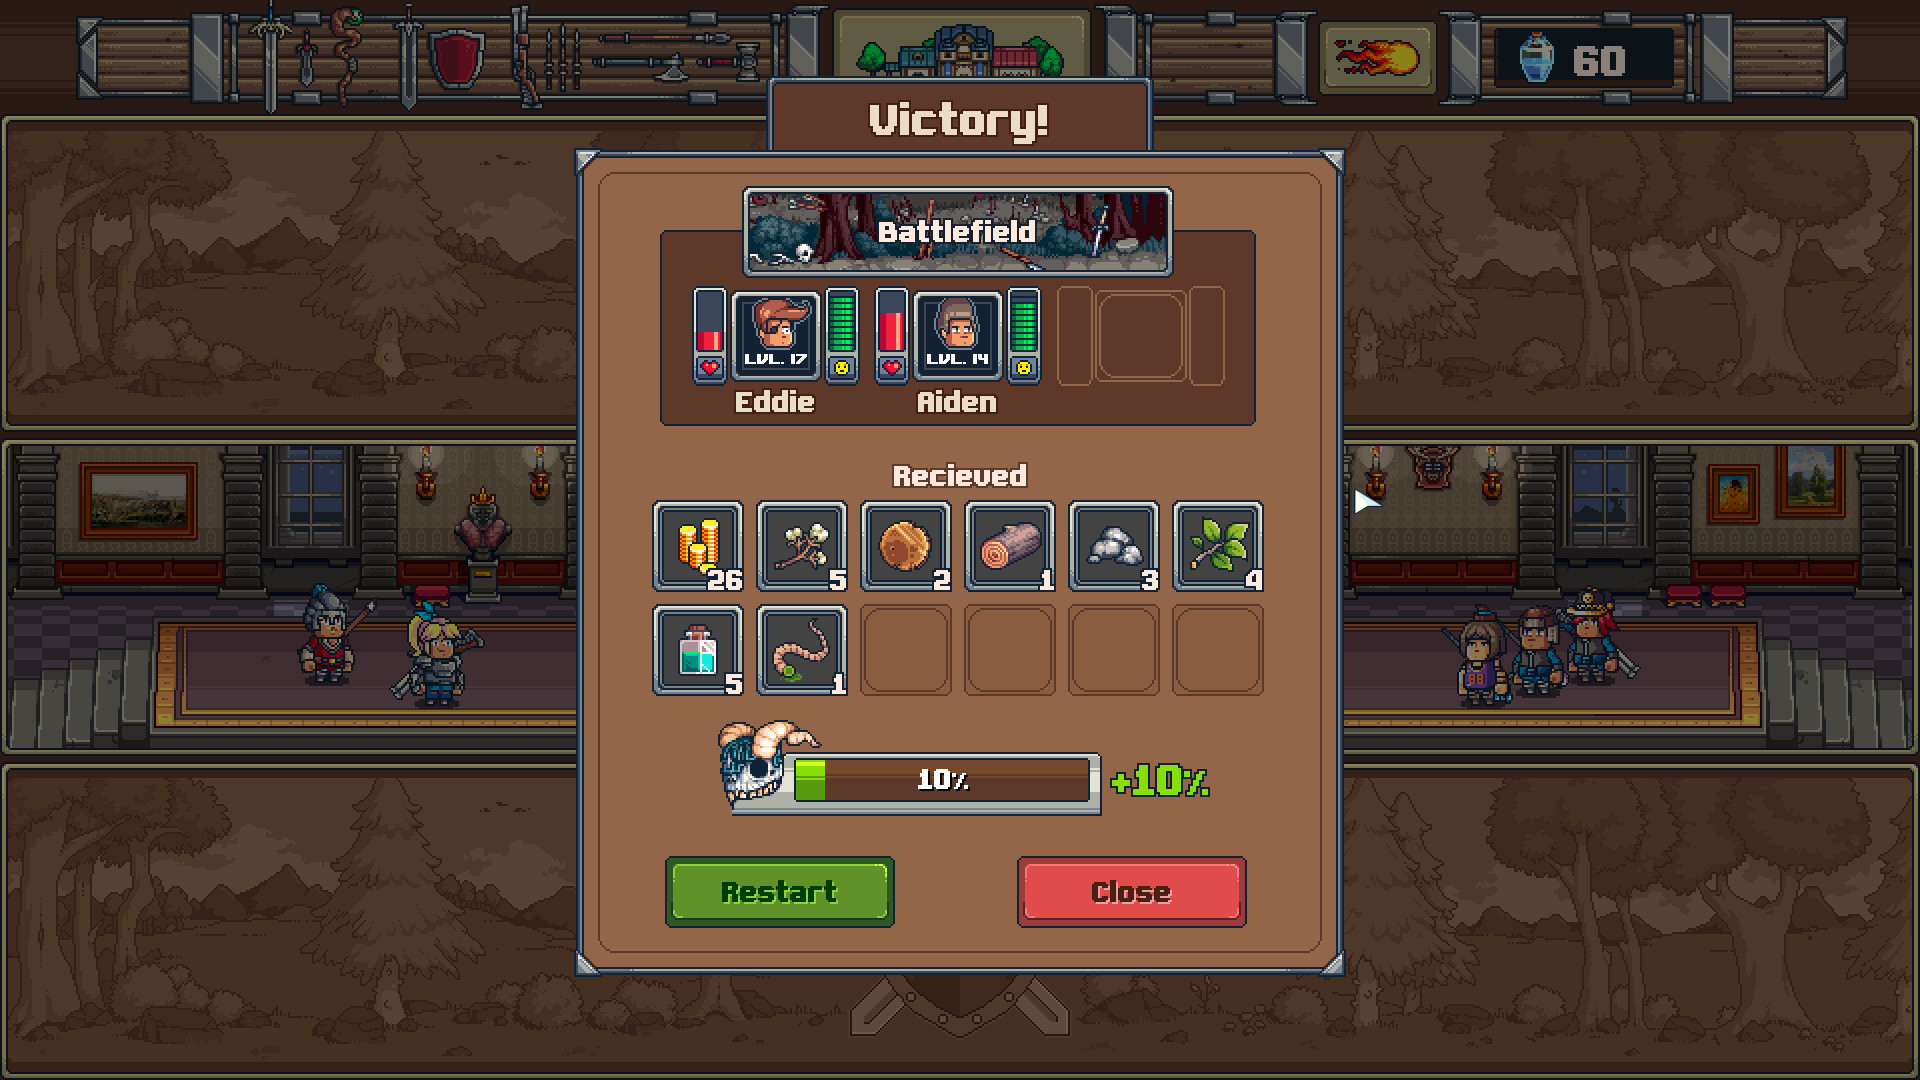 60
Victory!
Battlefield
LVL. 17
LVL. 14
Eddie
Aiden
Recieved
26
5
2
1
3
4
5
1
10%
+10%
Restart
Close